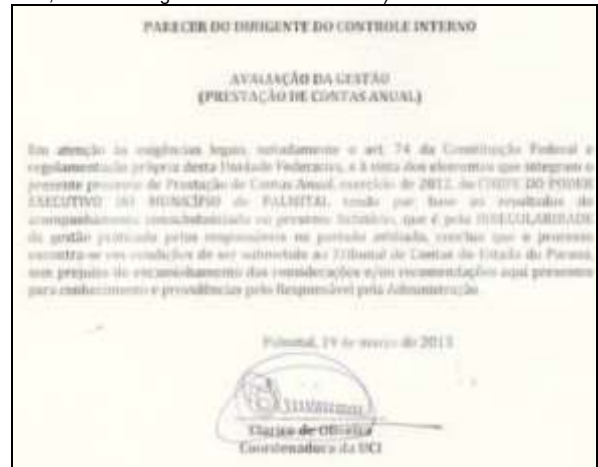 PARECER DO DIRIGENTE DO CONTROLE INTERNO
AVALIAÇÃO DA GESTÃO
(PRESTAÇÃO DE CONTAS ANUAL)
Em atenção às exigências legais, notadamente o art. 74 da Constituição Federal e
regulamentação própria desta Unidade Federativa, e à vista dos elementos que integram o
presente processo de Prestação de Contas Anual, exercício de 2012, do CHEFE DO PODER
EXECUTIVO DO MUNICÍPIO de PALMITAL, tendo por base os resultados do
acompanhamento consubstanciado no presente Relatório, que é pela IRREGULARIDADE
da gestão praticada pelos responsáveis no período avaliado, concluo que o processo
encontra-se em condições de ser submetido ao Tribunal de Contas do Estado do Paraná,
sem prejuízo do encaminhamento das considerações e/ou recomendações aqui presentes
para conhecimento e providências pelo Responsável pela Administração.
Palmital, 19 de março de 2013
de Oliveira
Coordenadora da UCI